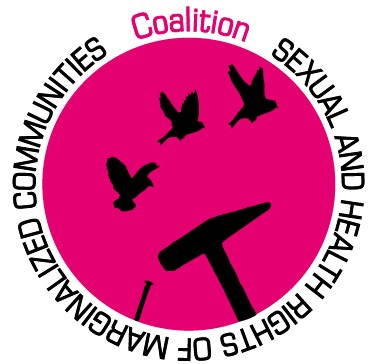 Coalition
SEXUAL AND HEALTH RIGHTS OF MARGINALIZED COMMUNITIES